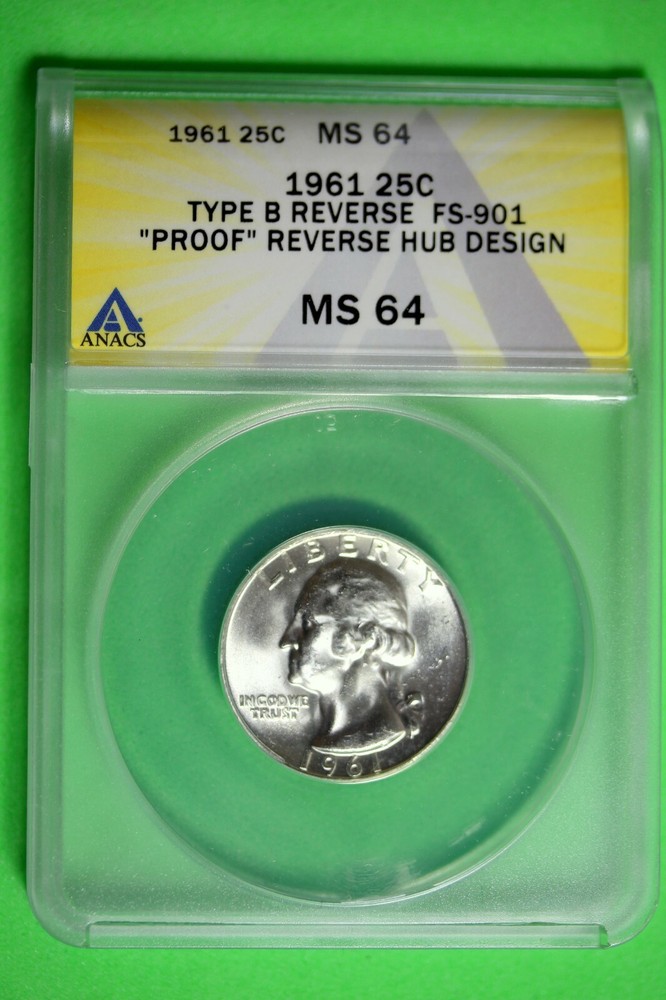 1961 25C MS 64
1961 25C
TYPE B REVERSE FS-901
"PROOF" REVERSE HUB DESIGN
MS 64
ANACS
LIBERTY
IN GOD WE
TRUST
1961